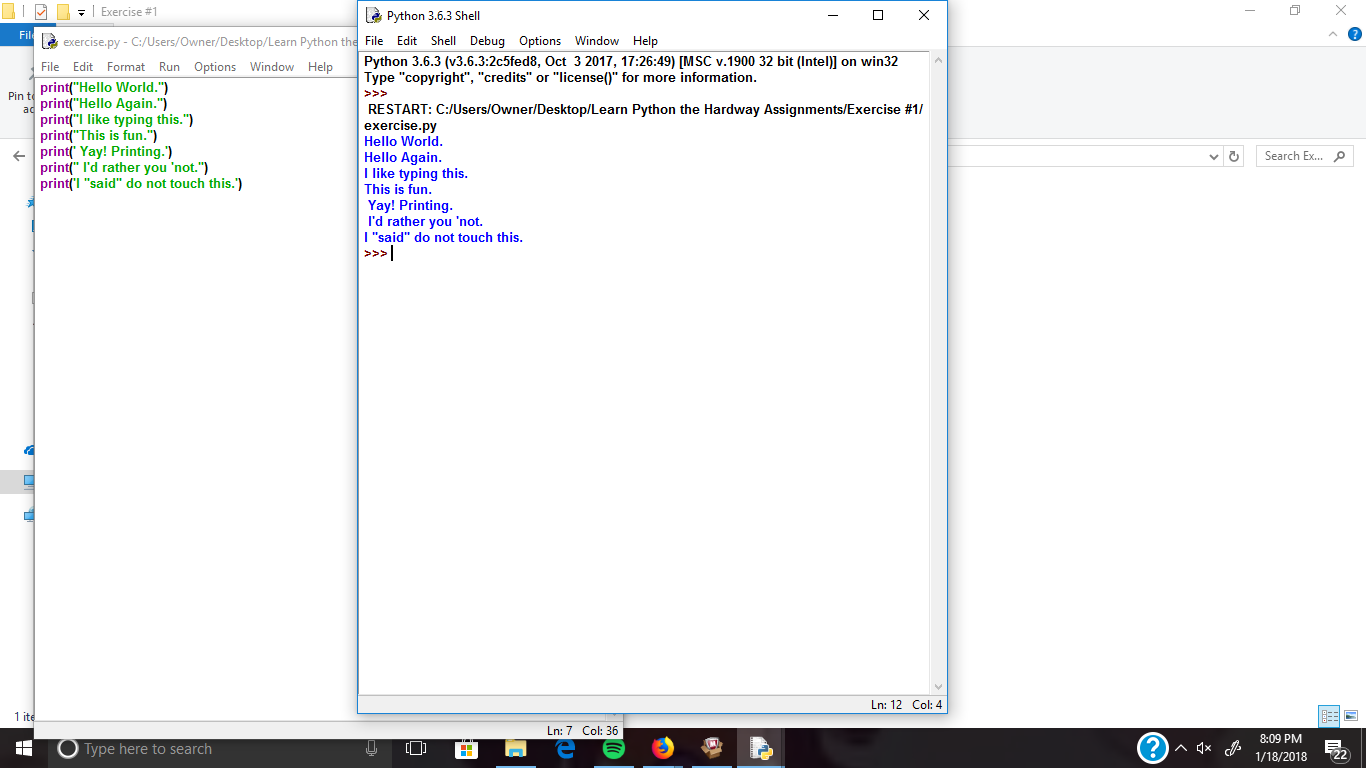 Exercise #1
File
Pin to
ac
exercise.py - C:/Users/Owner/Desktop/Learn Python the
File Edit Format Run Options Window Help
print("Hello World.")
print("Hello Again.")
print("I like typing this.")
print("This is fun.")
print(' Yay! Printing.')
print(" I'd rather you 'not.")
print('I "said" do not touch this.')
Ln: 7 Col: 36
Python 3.6.3 Shell
File Edit Shell Debug Options Window Help
Python 3.6.3 (v3.6.3:2c5fed8, Oct  3 2017, 17:26:49) [MSC v.1900 32 bit (Intel)] on win32
Type "copyright", "credits" or "license()" for more information.
>>>
 RESTART: C:/Users/Owner/Desktop/Learn Python the Hardway Assignments/Exercise #1/
exercise.py
Hello World.
Hello Again.
I like typing this.
This is fun.
 Yay! Printing.
 I'd rather you 'not.
I "said" do not touch this.
>>>
Ln: 12 Col: 4
Search Ex...
1 ite
Type here to search
8:09 PM
1/18/2018
22